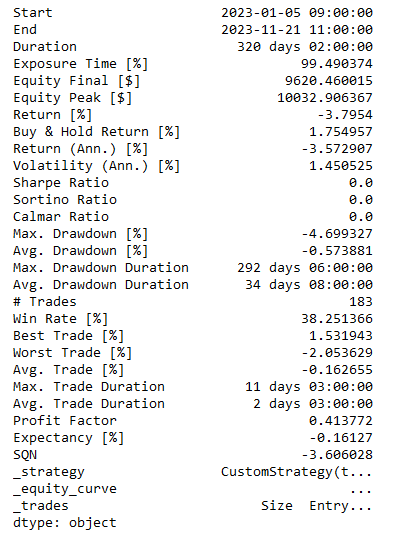 Start 2023-01-05 09:00:00
End 2023-11-21 11:00:00
Duration 320 days 02:00:00
Exposure Time [%] 99.490374
Equity Final [$] 9620.460015
Equity Peak [$] 10032.906367
Return [%] -3.7954
Buy & Hold Return [%] 1.754957
Return (Ann.) [%] -3.572907
Volatility (Ann.) [%] 1.450525
Sharpe Ratio 0.0
Sortino Ratio 0.0
Calmar Ratio 0.0
Max. Drawdown [%] -4.699327
Avg. Drawdown [%] -0.573881
Max. Drawdown Duration 292 days 06:00:00
Avg. Drawdown Duration 34 days 08:00:00
# Trades 183
Win Rate [%] 38.251366
Best Trade [%] 1.531943
Worst Trade [%] -2.053629
Avg. Trade [%] -0.162655
Max. Trade Duration 11 days 03:00:00
Avg. Trade Duration 2 days 03:00:00
Profit Factor 0.413772
Expectancy [%] -0.16127
SQN -3.606028
_strategy CustomStrategy(t...
_equity_curve ...
_trades Size Entry...
dtype: object